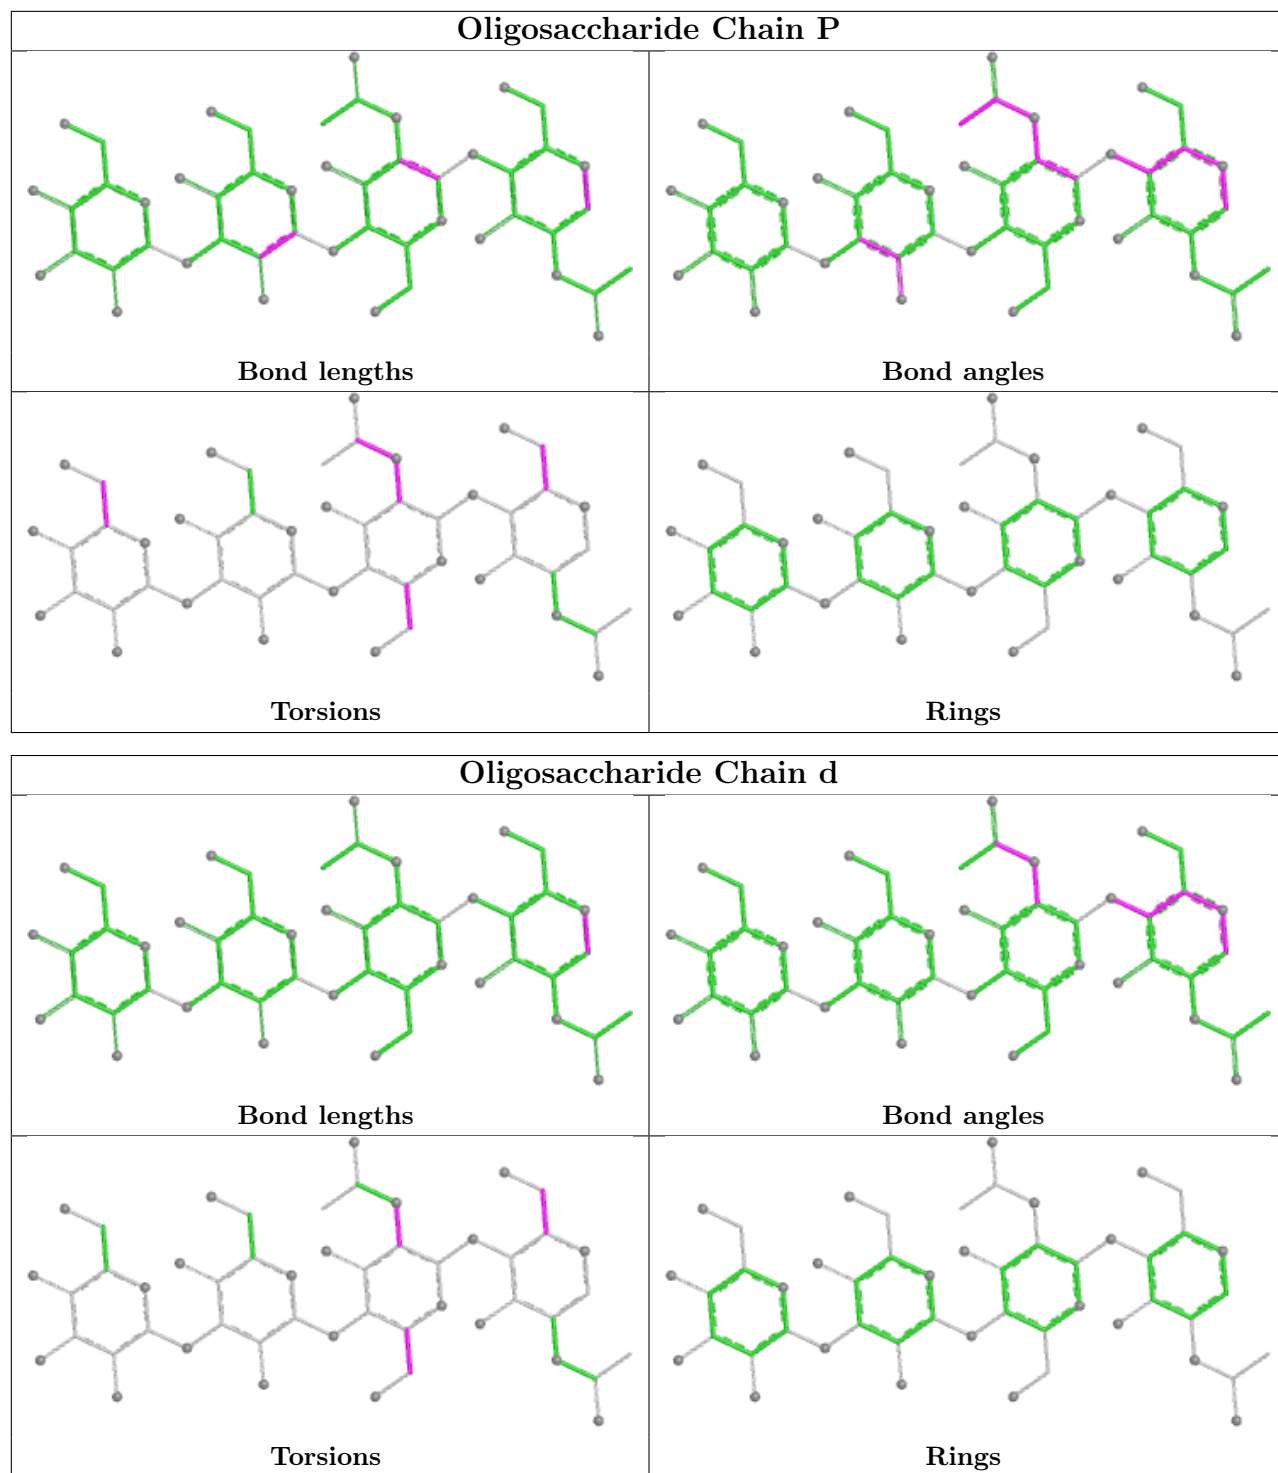 Oligosaccharide Chain P
Bond lengths
Bond angles
Torsions
Rings
Oligosaccharide Chain d
Bond lengths
Bond angles
Torsions
Rings